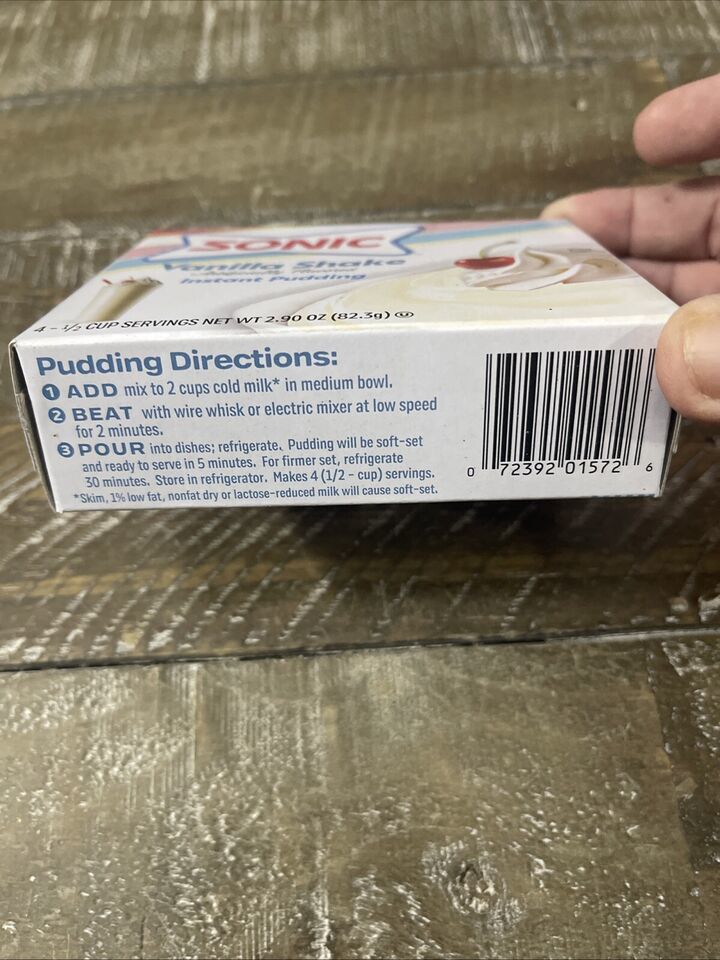 SONIC
Vanilla Shake
Instant Pudding
4 - 1/2 CUP SERVINGS NET WT 2.90 OZ (82.3g) U
Pudding Directions:
1 ADD mix to 2 cups cold milk* in medium bowl.
2 BEAT with wire whisk or electric mixer at low speed
for 2 minutes.
3 POUR into dishes; refrigerate. Pudding will be soft-set
and ready to serve in 5 minutes. For firmer set, refrigerate
30 minutes. Store in refrigerator. Makes 4 (1/2 - cup) servings.
*Skim, 1% low fat, nonfat dry or lactose-reduced milk will cause soft-set.
0 72392 01572 6